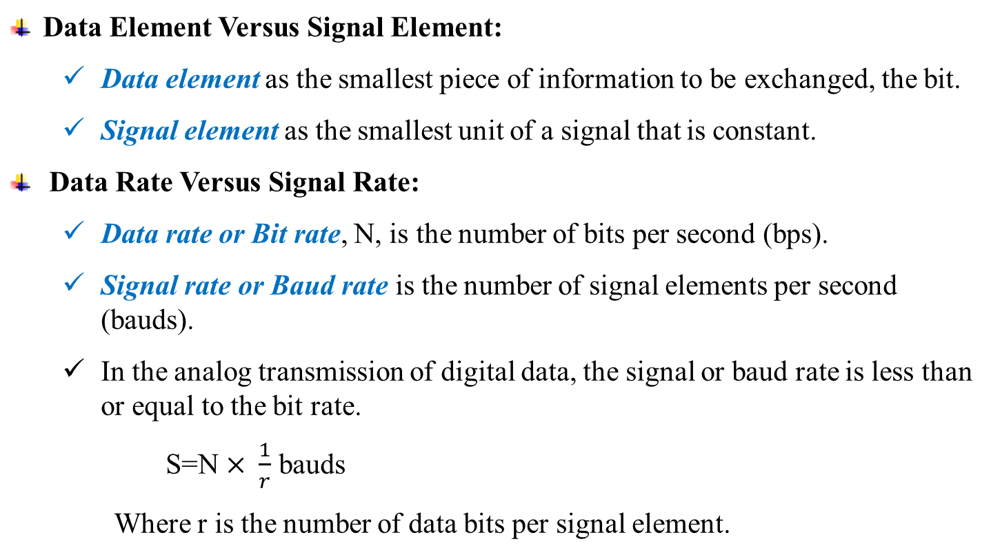 Data Element Versus Signal Element:
✓ Data element as the smallest piece of information to be exchanged, the bit.
✓ Signal element as the smallest unit of a signal that is constant.
Data Rate Versus Signal Rate:
✓ Data rate or Bit rate, N, is the number of bits per second (bps).
✓ Signal rate or Baud rate is the number of signal elements per second
(bauds).
✓ In the analog transmission of digital data, the signal or baud rate is less than
or equal to the bit rate.
S=N × 1/r bauds
Where r is the number of data bits per signal element.